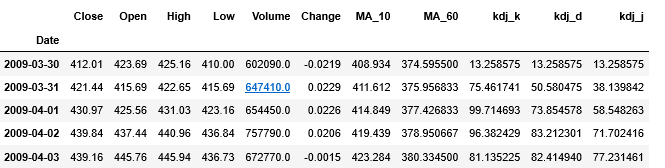 Close Open High Low Volume Change MA_10 MA_60 kdj_k kdj_d kdj_j
Date
2009-03-30 412.01 423.69 425.16 410.00 602090.0 -0.0219 408.934 374.595500 13.258575 13.258575 13.258575
2009-03-31 421.44 415.69 422.65 415.69 647410.0 0.0229 411.612 375.956833 75.461741 50.580475 38.139842
2009-04-01 430.97 425.56 431.03 423.16 654450.0 0.0226 414.849 377.426833 99.714693 73.854578 58.548263
2009-04-02 439.84 437.44 440.96 436.84 757790.0 0.0206 419.439 378.950667 96.382429 83.212301 71.702416
2009-04-03 439.16 445.76 445.94 436.73 672770.0 -0.0015 423.284 380.334500 81.135225 82.414940 77.231461